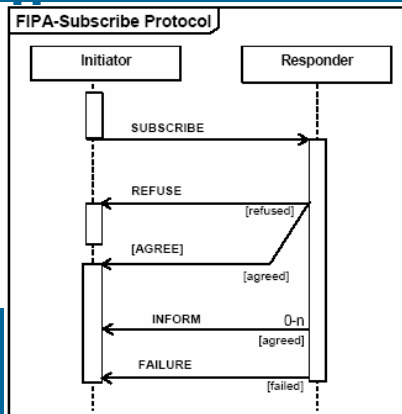 FIPA-Subscribe Protocol
Initiator
Responder
SUBSCRIBE
REFUSE
[refused]
[AGREE]
[agreed]
INFORM
0-n
[agreed]
FAILURE
[failed]